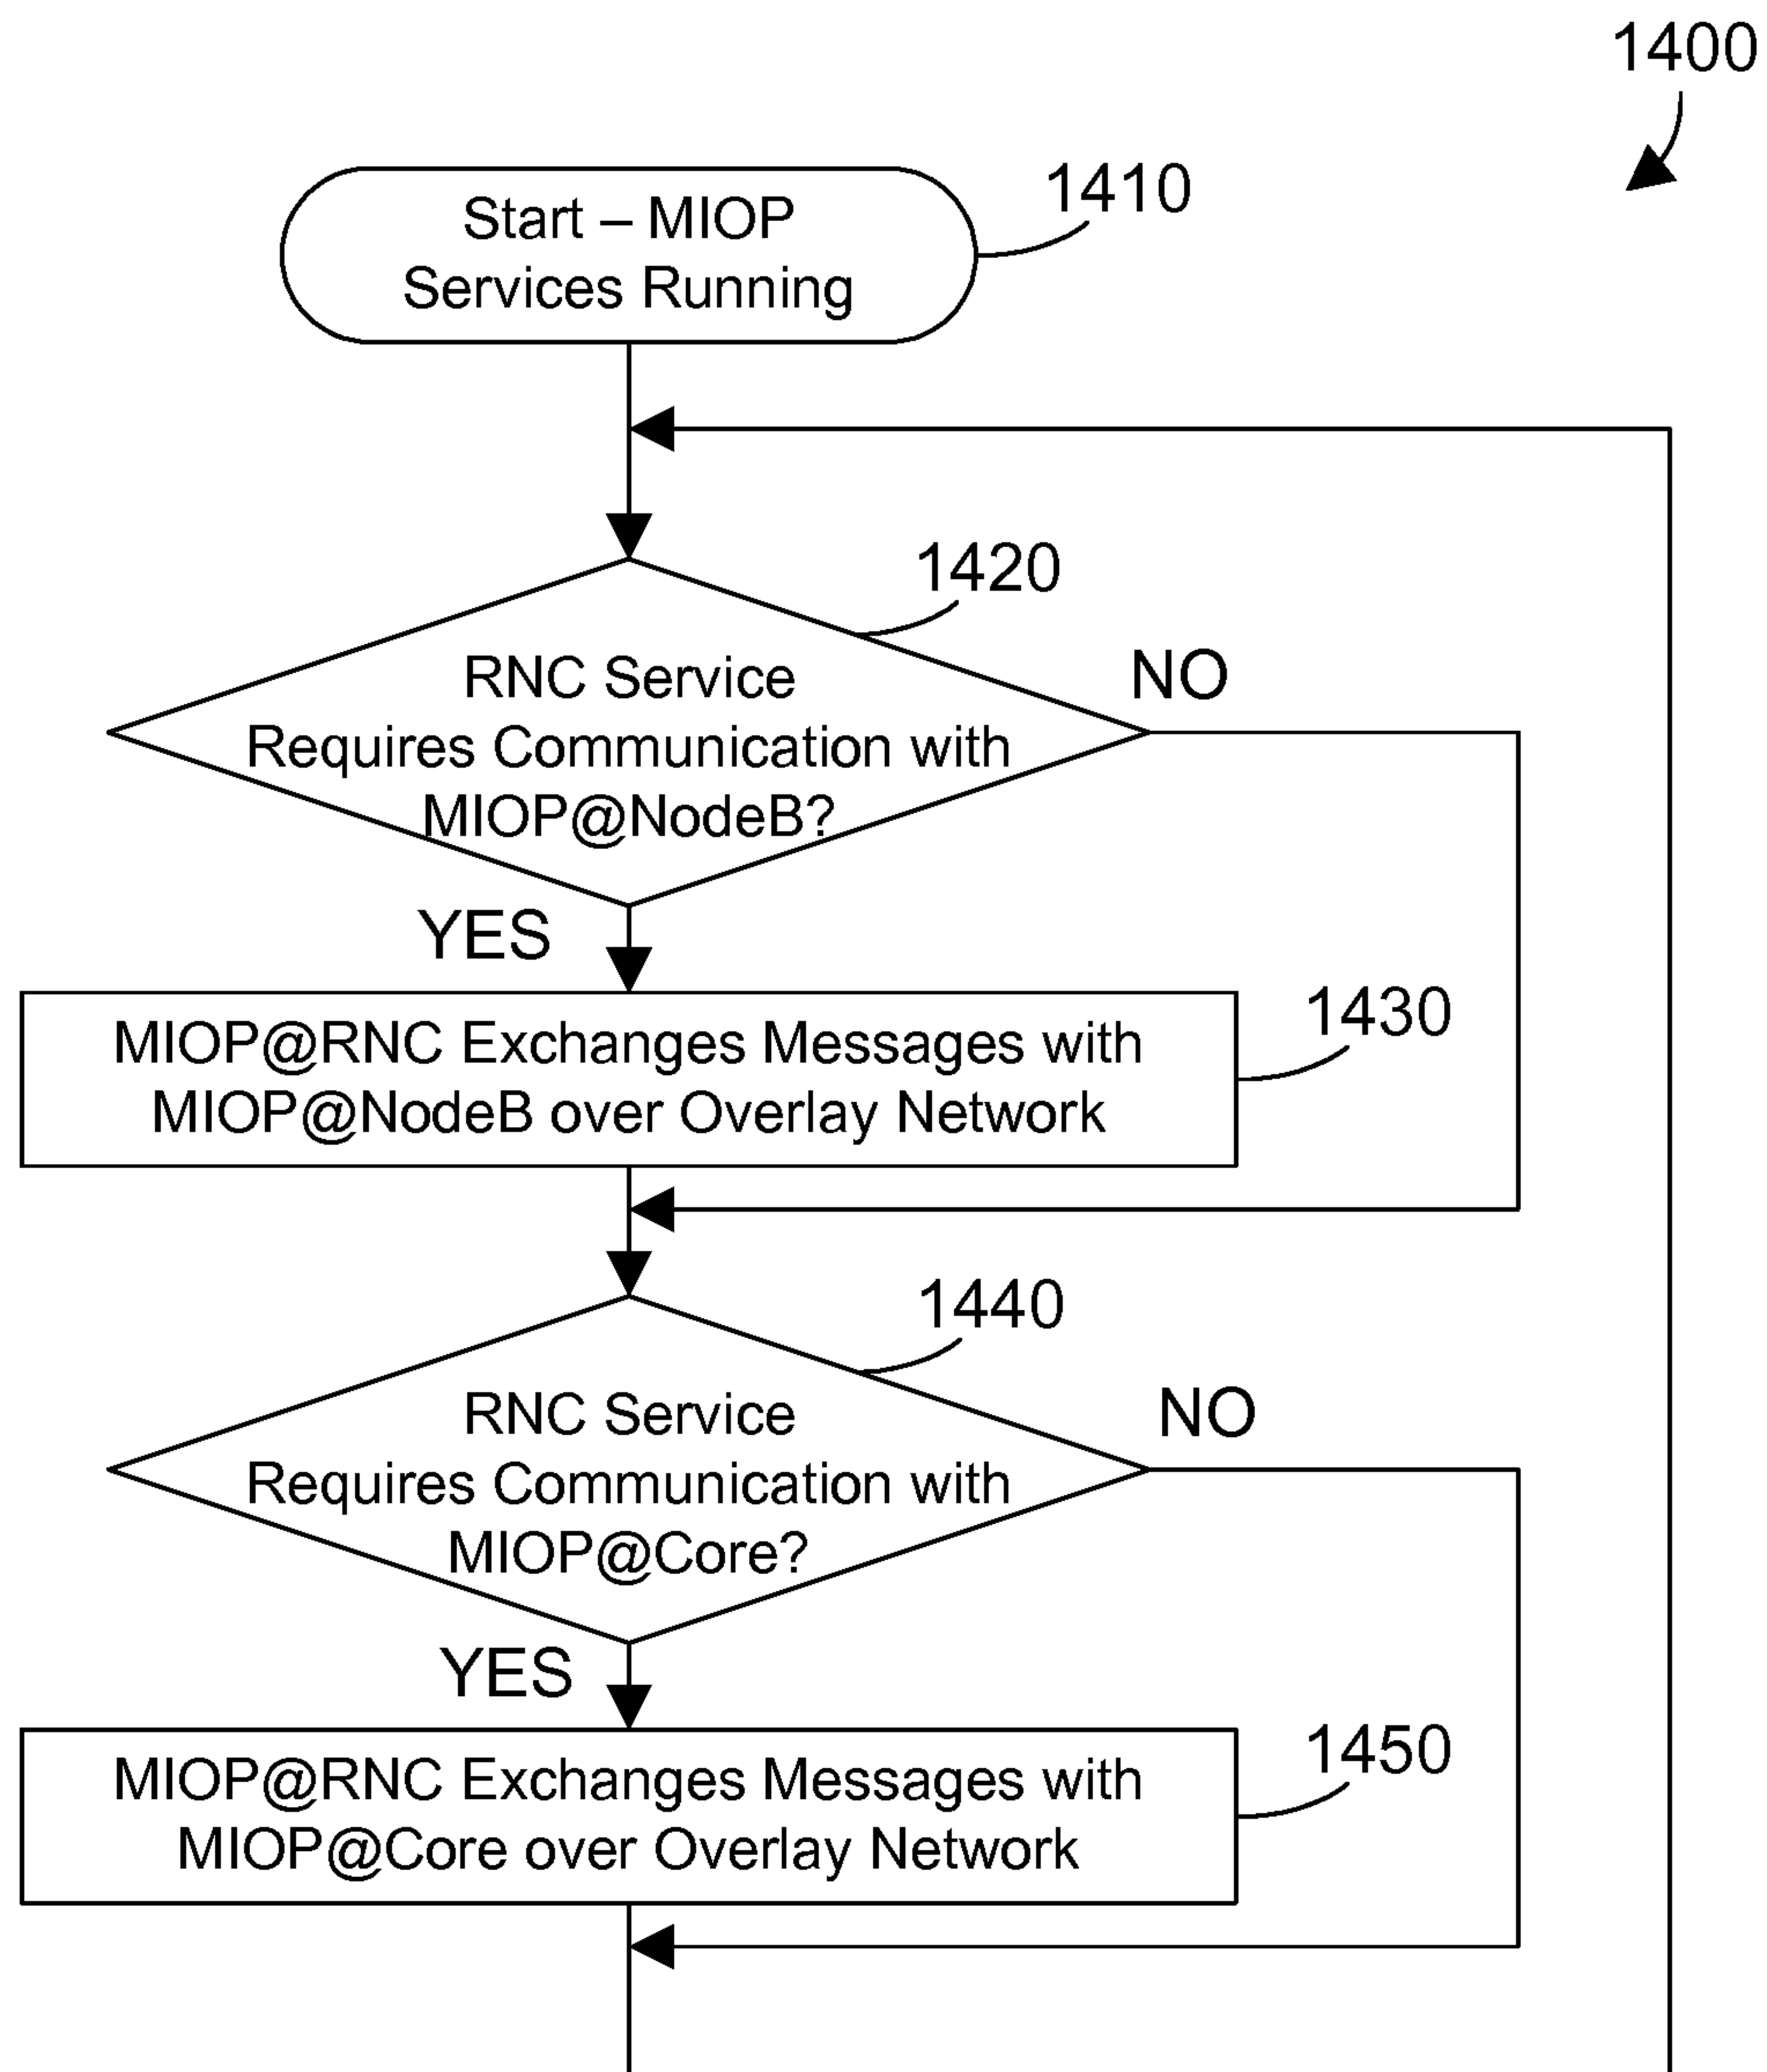 1400
Start – MIOP
Services Running
1410
1420
RNC Service
Requires Communication with
MIOP@NodeB?
NO
YES
1430
MIOP@RNC Exchanges Messages with
MIOP@NodeB over Overlay Network
1440
RNC Service
Requires Communication with
MIOP@Core?
NO
YES
1450
MIOP@RNC Exchanges Messages with
MIOP@Core over Overlay Network